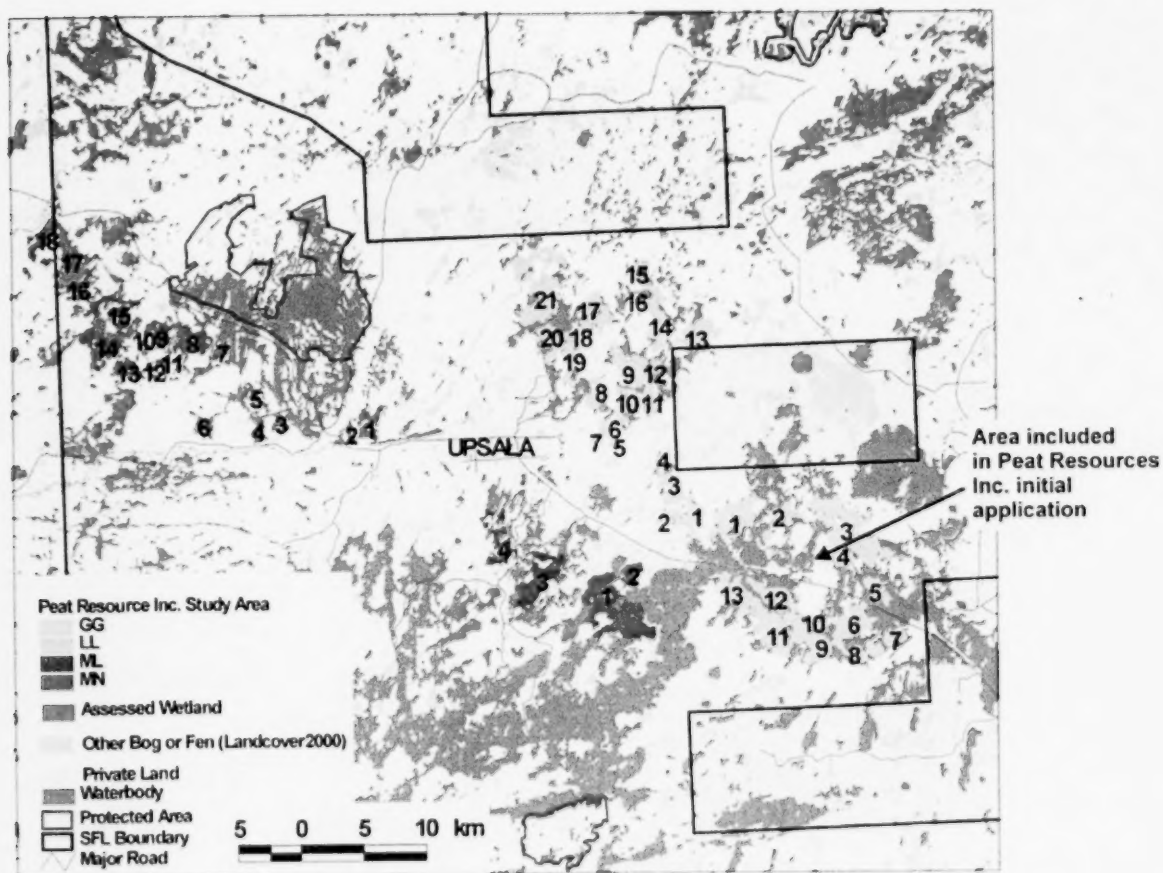 18
17
16
15
14
10 9
8
7
13 12 11
5
6
4 3
2 1
UPSALA
15
21
17
16
14
20 18
13
19
9 12
8
10 11
6
7
5
4
3
2 1
1 2
3
4
4
3
2
1
13 12
5
10 6
11
9
8
7
Area included
in Peat Resources
Inc. initial
application
Peat Resource Inc. Study Area
GG
LL
ML
MN
Assessed Wetland
Other Bog or Fen (Landcover2000)
Private Land
Waterbody
Protected Area
SFL Boundary
Major Road
5 0 5 10 km